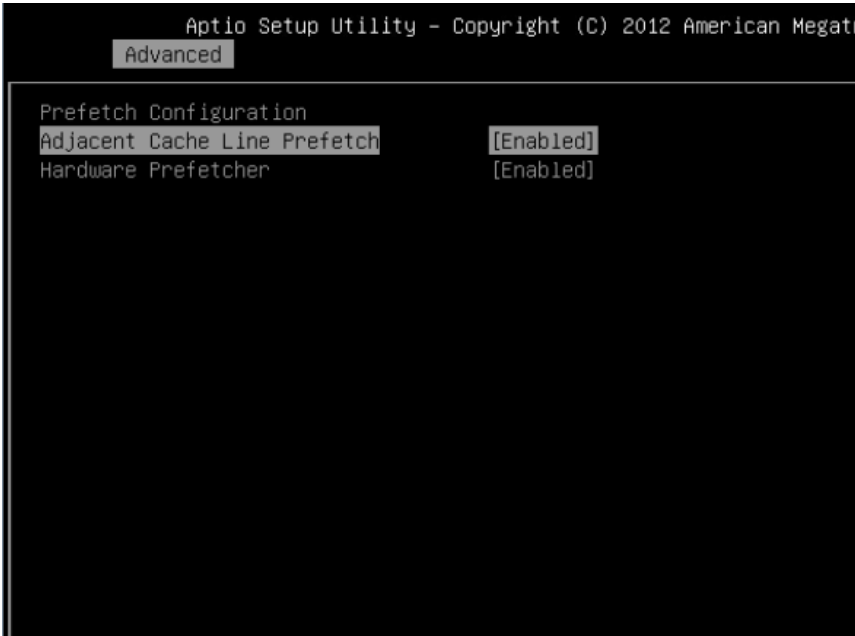 Aptio Setup Utility – Copyright (C) 2012 American
Advanced
Prefetch Configuration
Adjacent Cache Line Prefetch [Enabled]
Hardware Prefetcher [Enabled]